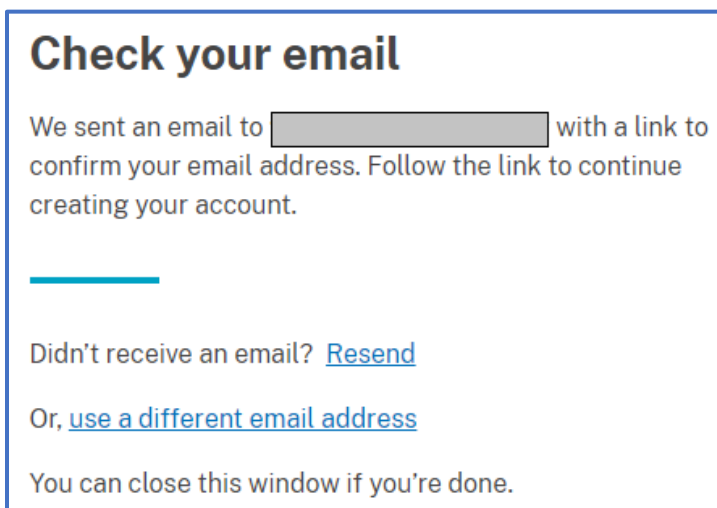 Check your email
We sent an email to with a link to
confirm your email address. Follow the link to continue
creating your account.
Didn’t receive an email? Resend
Or, use a different email address
You can close this window if you’re done.